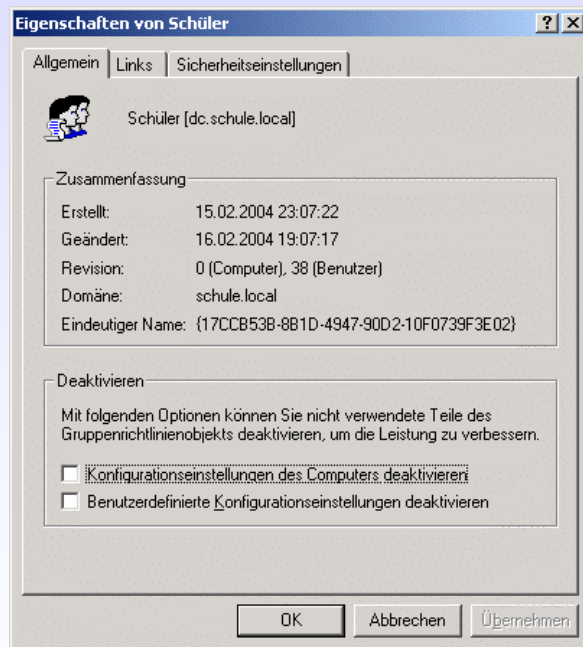 Eigenschaften von Schüler
Allgemein Links Sicherheitseinstellungen
Schüler [dc.schule.local]
Zusammenfassung
Erstellt: 15.02.2004 23:07:22
Geändert: 16.02.2004 19:07:17
Revision: 0 (Computer), 38 (Benutzer)
Domäne: schule.local
Eindeutiger Name: {17CCB53B-8B1D-4947-90D2-10F0739F3E02}
Deaktivieren
Mit folgenden Optionen können Sie nicht verwendete Teile des
Gruppenrichtlinienobjekts deaktivieren, um die Leistung zu verbessern.
Konfigurationseinstellungen des Computers deaktivieren
Benutzerdefinierte Konfigurationseinstellungen deaktivieren
OK Abbrechen Übernehmen